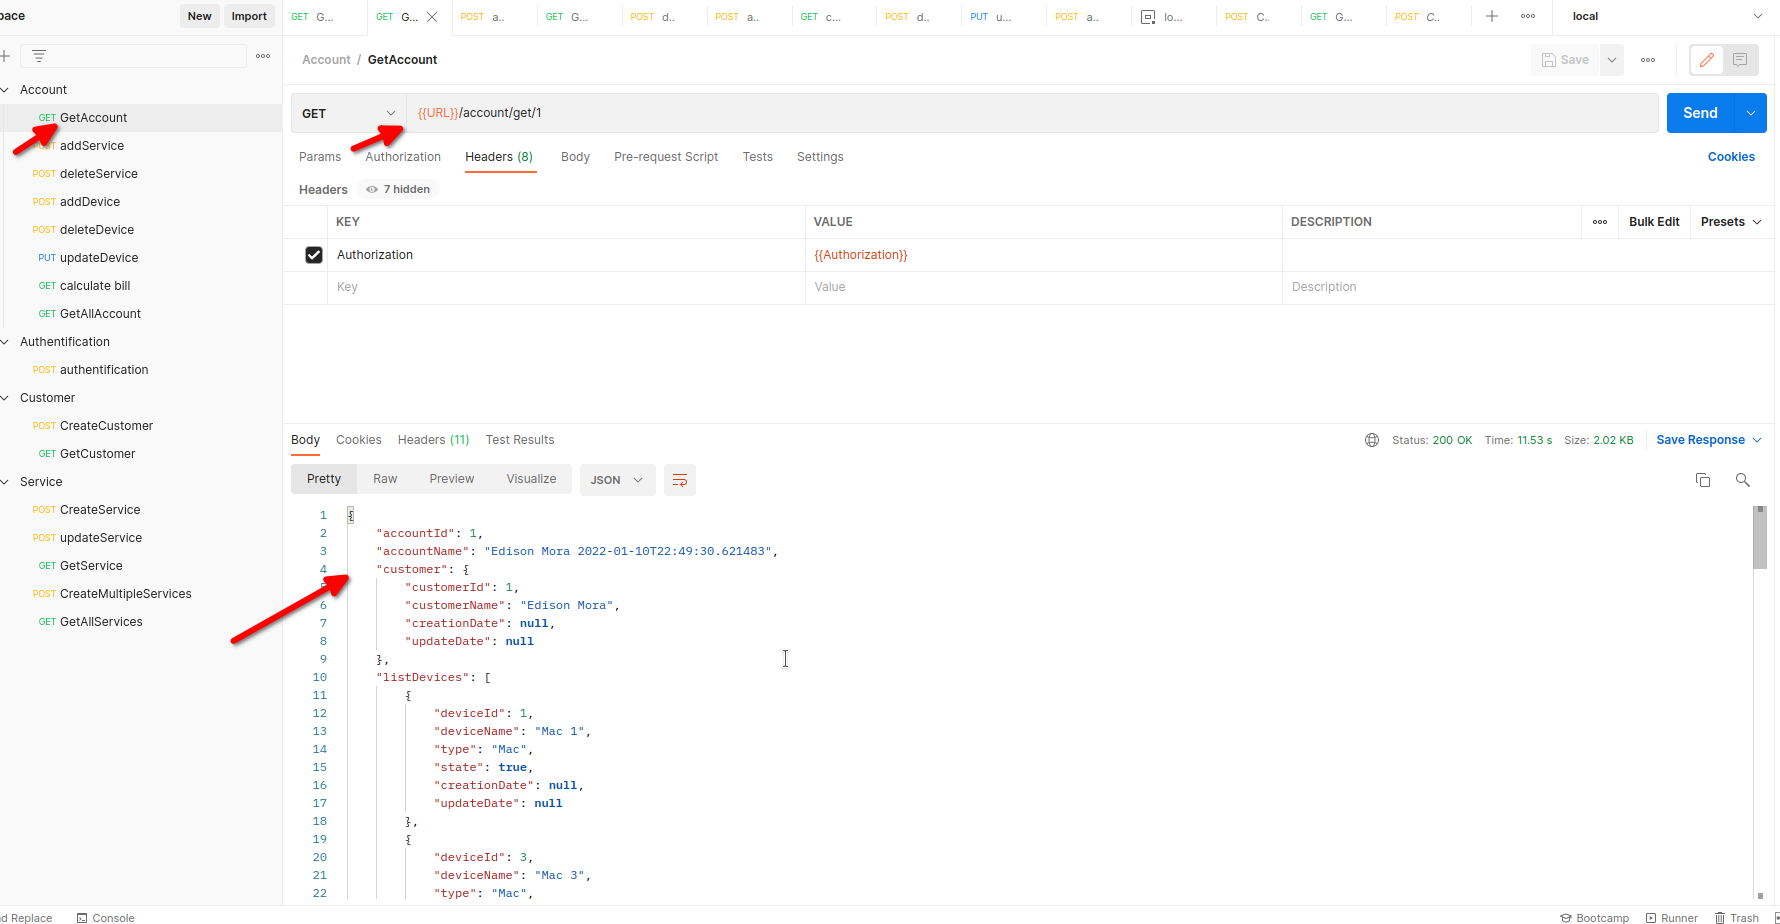 pace New Import GET G... GET G... POST a.. GET G... POST d.. POST a.. GET c... POST d.. PUT u... POST a.. lo... POST C.. GET G... POST C.. local
Account / GetAccount Save
Account
GET GetAccount
POST addService
POST deleteService
POST addDevice
POST deleteDevice
PUT updateDevice
GET calculate bill
GET GetAllAccount
Authentification
POST authentification
Customer
POST CreateCustomer
GET GetCustomer
Service
POST CreateService
POST updateService
GET GetService
POST CreateMultipleServices
GET GetAllServices
GET {{URL}}/account/get/1 Send
Params Authorization Headers (8) Body Pre-request Script Tests Settings Cookies
Headers 7 hidden
KEY VALUE DESCRIPTION Bulk Edit Presets
Authorization {{Authorization}}
Key Value Description
Body Cookies Headers (11) Test Results Status: 200 OK Time: 11.53 s Size: 2.02 KB Save Response
Pretty Raw Preview Visualize JSON
1 {
2 "accountId": 1,
3 "accountName": "Edison Mora 2022-01-10T22:49:30.621483",
4 "customer": {
"customerId": 1,
6 "customerName": "Edison Mora",
7 "creationDate": null,
8 "updateDate": null
9 },
10 "listDevices": [
11 {
12 "deviceId": 1,
13 "deviceName": "Mac 1",
14 "type": "Mac",
15 "state": true,
16 "creationDate": null,
17 "updateDate": null
18 },
19 {
20 "deviceId": 3,
21 "deviceName": "Mac 3",
22 "type": "Mac",
nd Replace Console Bootcamp Runner Trash